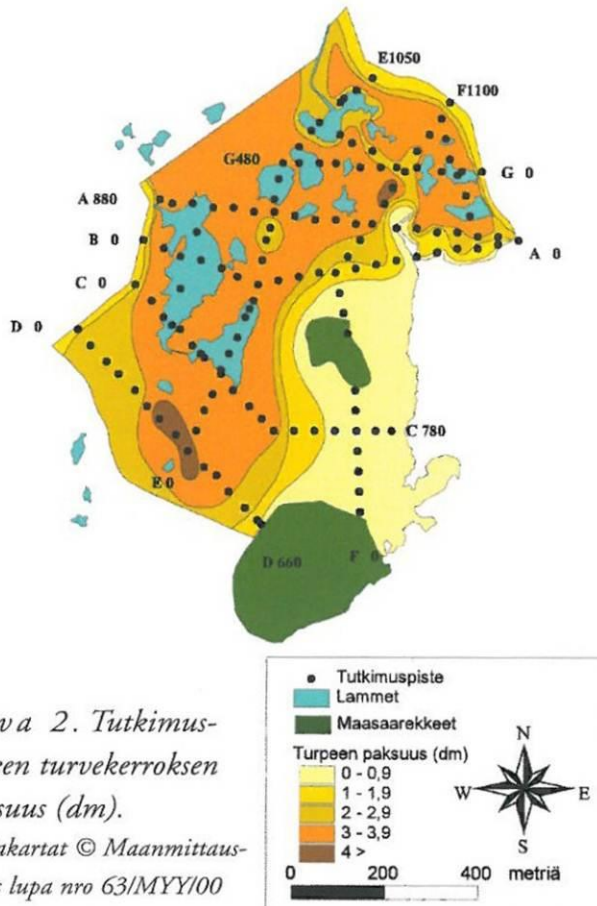 E1050
F1100
G480
G 0
A 880
B 0
A 0
C 0
D 0
C 780
E 0
D 660
F 0
va 2. Tutkimus-
een turvekerroksen
suus (dm).
akartat © Maanmittaus-
s lupa nro 63/MYY/00
Tutkimuspiste
Lammet
Maasaarekkeet
Turpeen paksuus (dm)
0 - 0,9
1 - 1,9
2 - 2,9
3 - 3,9
4 >
N
W E
S
0 200 400 metriä